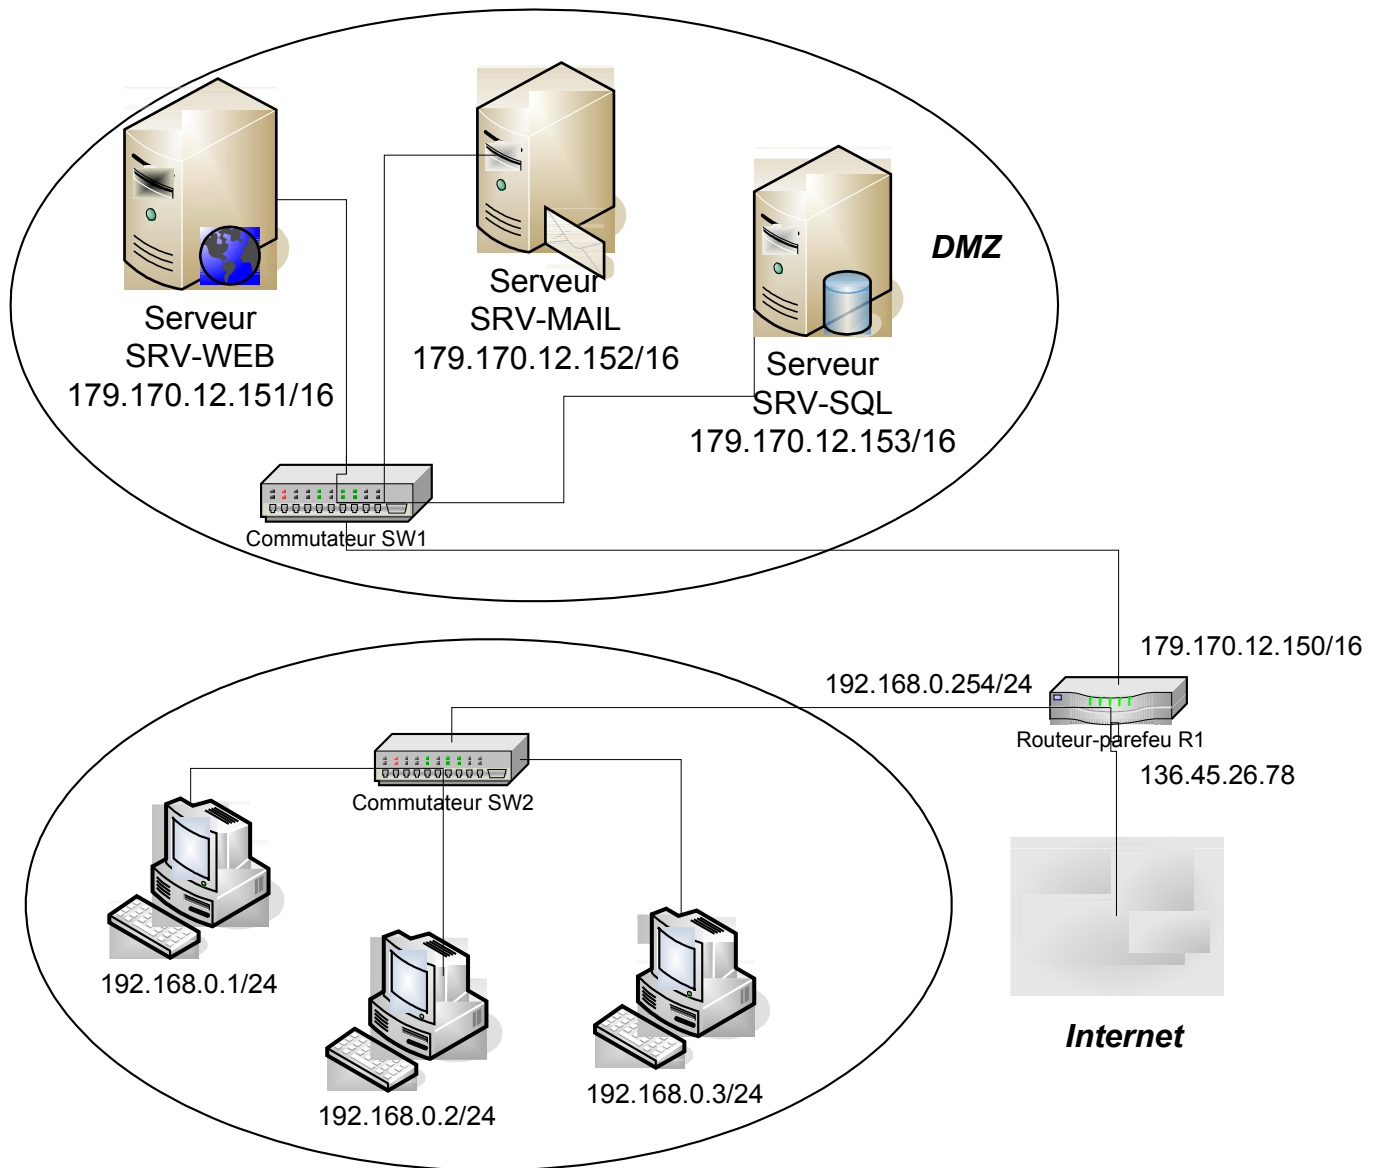 DMZ
Serveur
SRV-WEB
179.170.12.151/16
Serveur
SRV-MAIL
179.170.12.152/16
Serveur
SRV-SQL
179.170.12.153/16
Commutateur SW1
179.170.12.150/16
192.168.0.254/24
Routeur-parefeu R1
136.45.26.78
Commutateur SW2
192.168.0.1/24
192.168.0.2/24
192.168.0.3/24
Internet